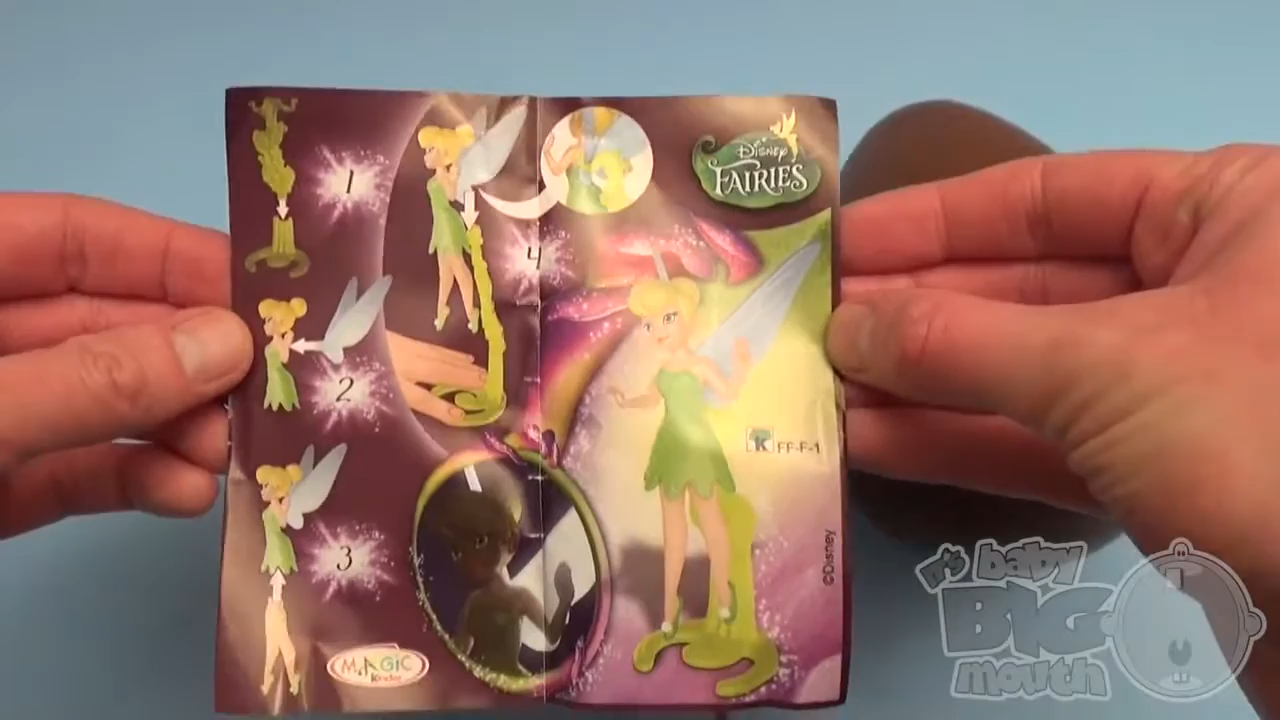 1
2
3
4
DISNEY
FAIRIES
K FF-F-1
©Disney
MAGIC
Kinder
it's baby
BIG
mouth